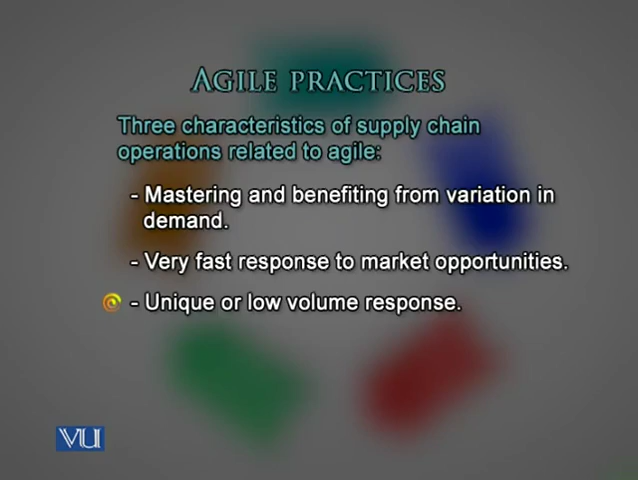 AGILE PRACTICES
Three characteristics of supply chain
operations related to agile:
- Mastering and benefiting from variation in
demand.
- Very fast response to market opportunities.
- Unique or low volume response.
VU